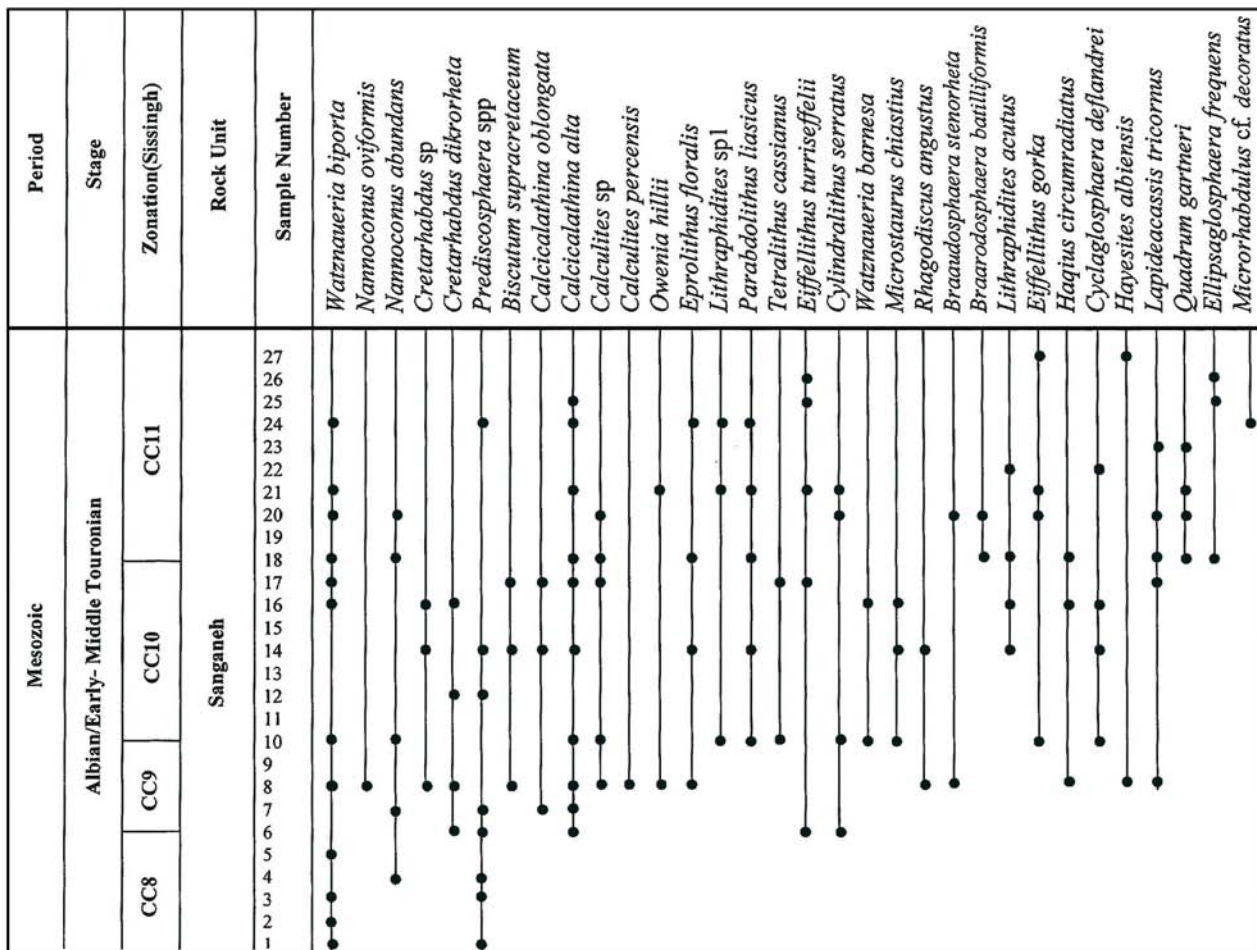 Period
Stage
Zonation(Sissingh)
Rock Unit
Sample Number
Watznaueria biporta
Nannoconus oviformis
Nannoconus abundans
Cretarhabdus sp
Cretarhabdus dikrorheta
Prediscosphaera spp
Biscutum supracretaceum
Calcicalathina oblongata
Calcicalathina alta
Calculites sp
Calculites percensis
Owenia hillii
Eprolithus floralis
Lithraphidites sp1
Parabdolithus liasicus
Tetralithus cassianus
Eiffellithus turriseffelii
Cylindralithus serratus
Watznaueria barnesa
Microstaurus chiastius
Rhagodiscus angustus
Braaudosphaera stenorheta
Braarodosphaera batilliformis
Lithraphidites acutus
Eiffellithus gorka
Haqius circumradiatus
Cyclaglosphaera deflandrei
Hayesites albiensis
Lapideacassis tricornus
Quadrum gartneri
Ellipsaglosphaera frequens
Microrhabdulus cf. decoratus
Mesozoic
Albian/Early- Middle Touronian
CC11
CC10
CC9
CC8
Sanganeh
27
26
25
24
23
22
21
20
19
18
17
16
15
14
13
12
11
10
9
8
7
6
5
4
3
2
1